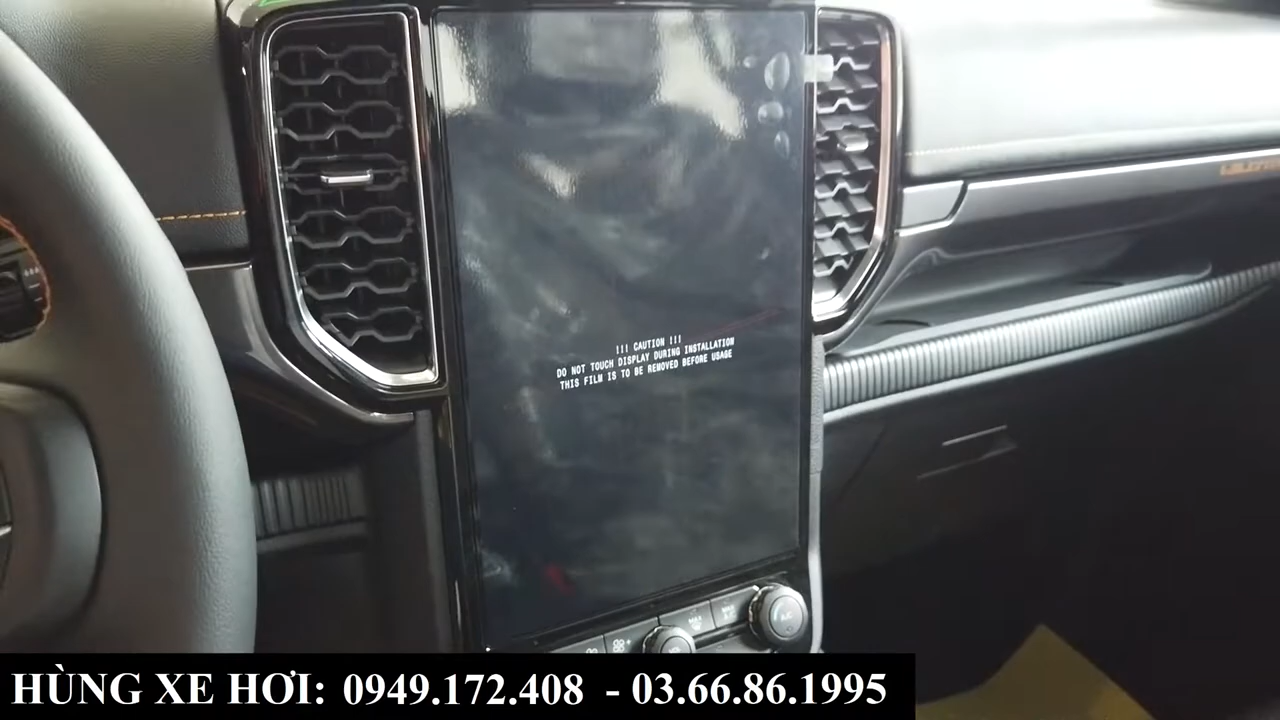 !!! CAUTION !!!
DO NOT TOUCH DISPLAY DURING INSTALLATION
THIS FILM IS TO BE REMOVED BEFORE USAGE
A/C
HÙNG XE HƠI: 0949.172.408 - 03.66.86.1995